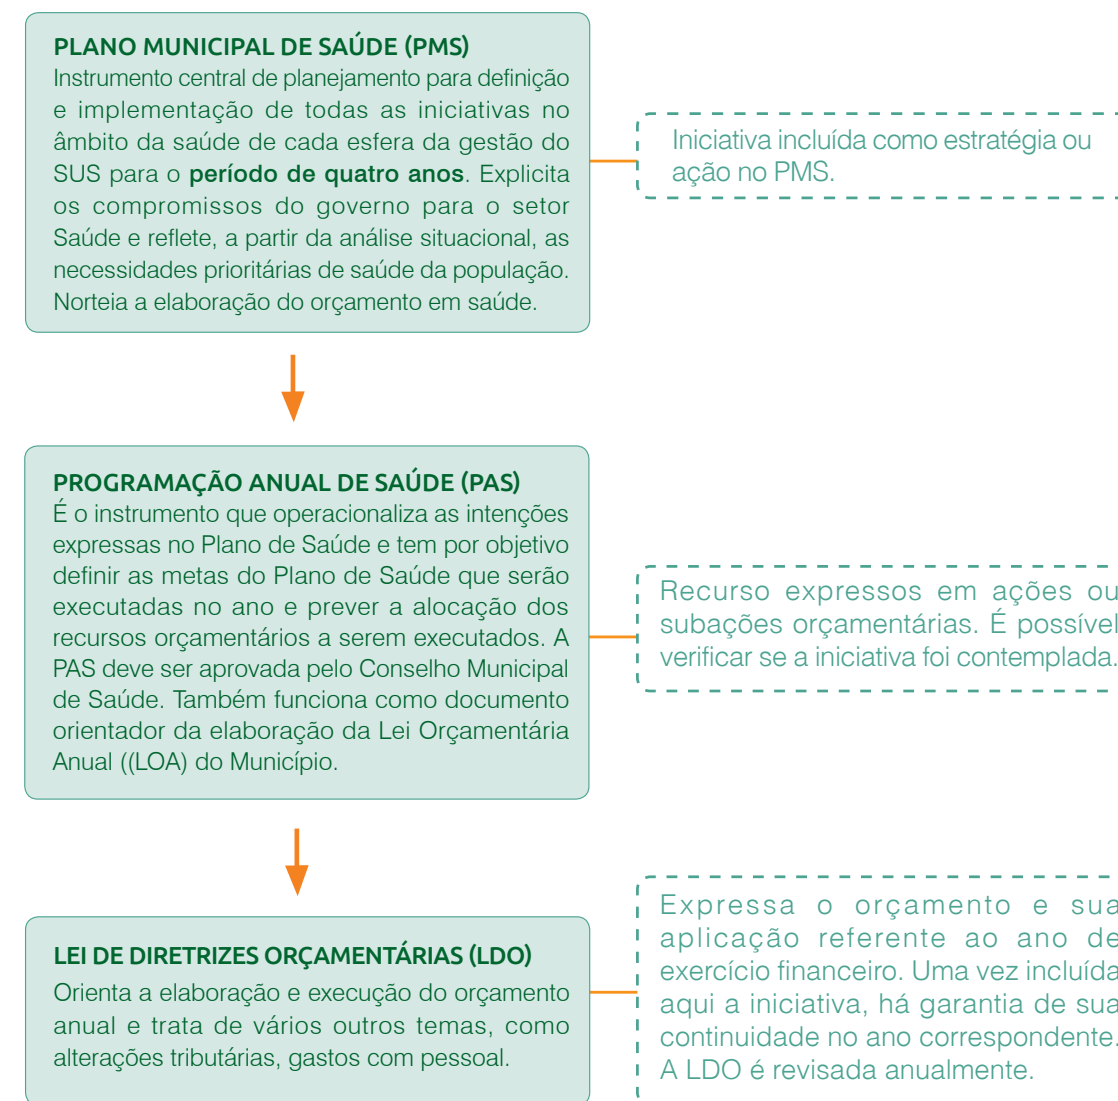 PLANO MUNICIPAL DE SAÚDE (PMS)
Instrumento central de planejamento para definição
e implementação de todas as iniciativas no
âmbito da saúde de cada esfera da gestão do
SUS para o período de quatro anos. Explicita
os compromissos do governo para o setor
Saúde e reflete, a partir da análise situacional, as
necessidades prioritárias de saúde da população.
Norteia a elaboração do orçamento em saúde.
Iniciativa incluída como estratégia ou
ação no PMS.
PROGRAMAÇÃO ANUAL DE SAÚDE (PAS)
É o instrumento que operacionaliza as intenções
expressas no Plano de Saúde e tem por objetivo
definir as metas do Plano de Saúde que serão
executadas no ano e prever a alocação dos
recursos orçamentários a serem executados. A
PAS deve ser aprovada pelo Conselho Municipal
de Saúde. Também funciona como documento
orientador da elaboração da Lei Orçamentária
Anual ((LOA) do Município.
Recurso expressos em ações ou
subações orçamentárias. É possível
verificar se a iniciativa foi contemplada.
LEI DE DIRETRIZES ORÇAMENTÁRIAS (LDO)
Orienta a elaboração e execução do orçamento
anual e trata de vários outros temas, como
alterações tributárias, gastos com pessoal.
Expressa o orçamento e sua
aplicação referente ao ano de
exercício financeiro. Uma vez incluída
aqui a iniciativa, há garantia de sua
continuidade no ano correspondente.
A LDO é revisada anualmente.